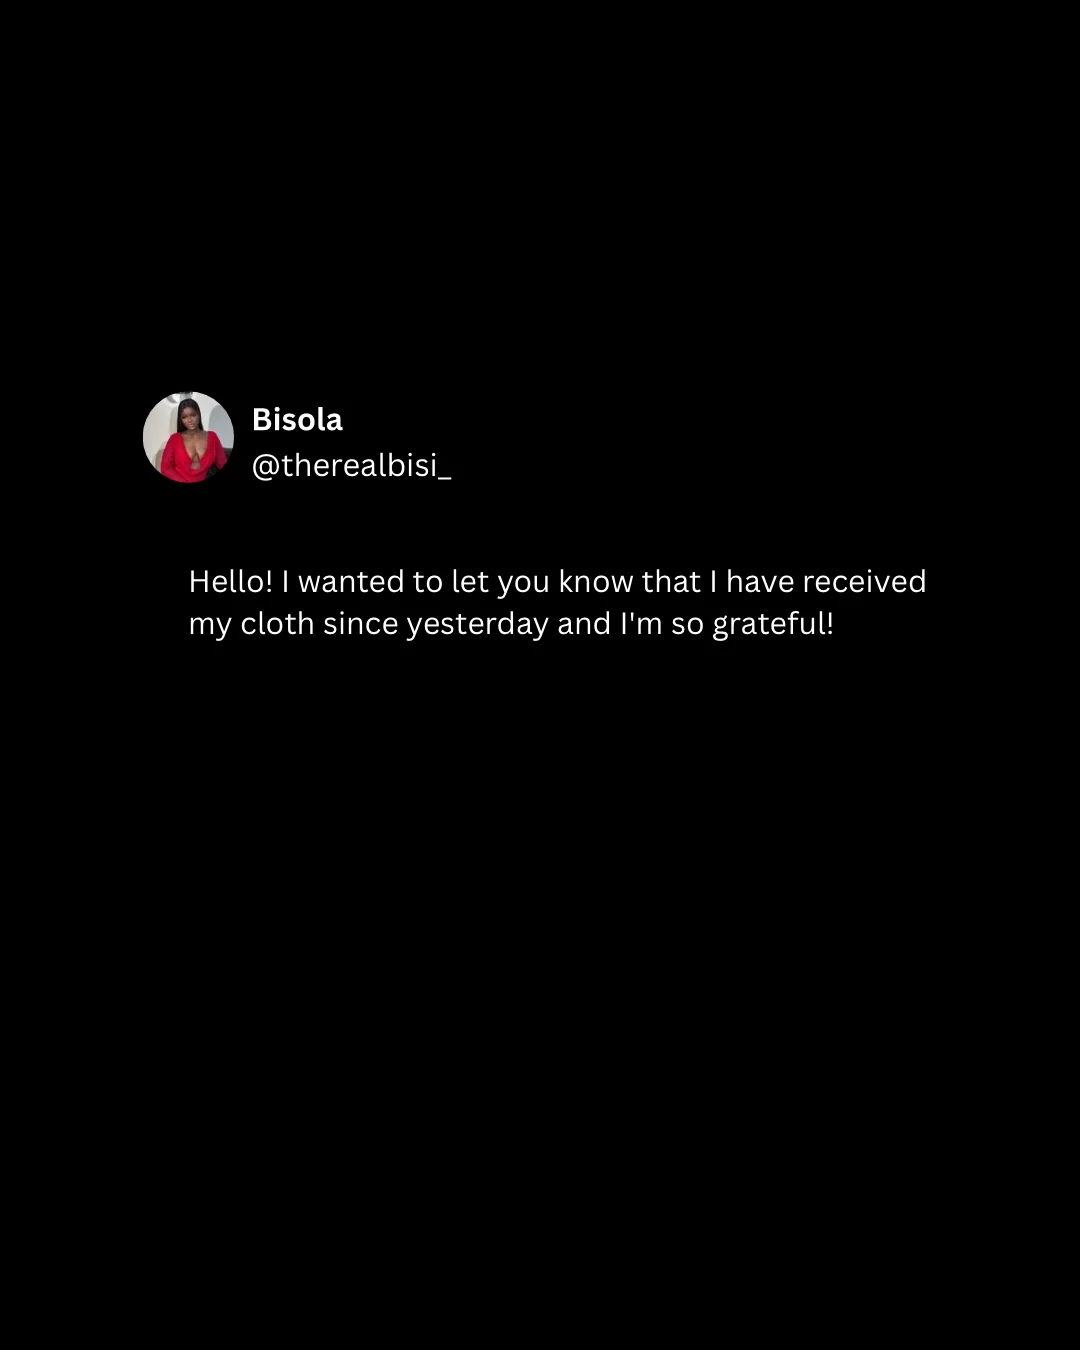 Bisola
@therealbisi_
Hello! I wanted to let you know that I have received
my cloth since yesterday and I'm so grateful!